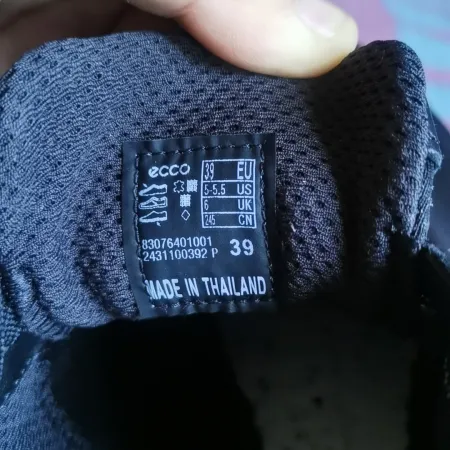 ecco
39 EU
5-5.5 US
6 UK
245 CN
83076401001
2431100392 P 39
MADE IN THAILAND